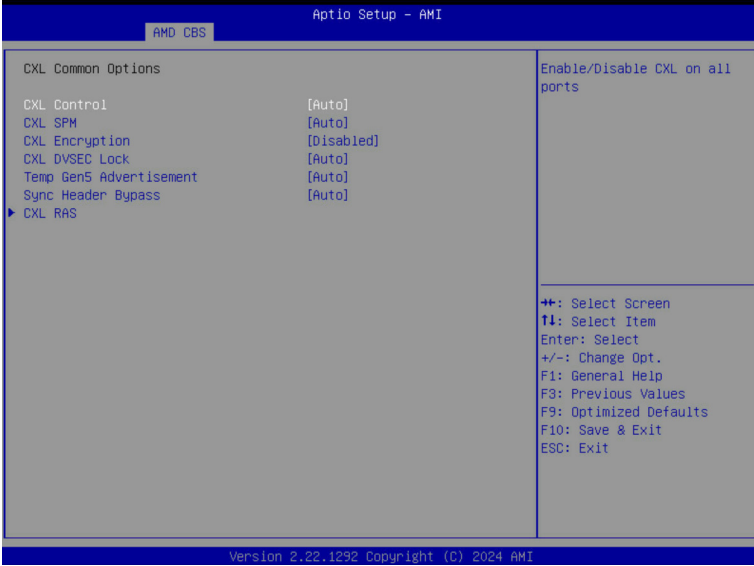 Aptio Setup - AMI
AMD CBS
CXL Common Options
CXL Control [Auto]
CXL SPM [Auto]
CXL Encryption [Disabled]
CXL DVSEC Lock [Auto]
Temp Gen5 Advertisement [Auto]
Sync Header Bypass [Auto]
CXL RAS
Enable/Disable CXL on all
ports
→←: Select Screen
↑↓: Select Item
Enter: Select
+/-: Change Opt.
F1: General Help
F3: Previous Values
F9: Optimized Defaults
F10: Save & Exit
ESC: Exit
Version 2.22.1292 Copyright (C) 2024 AMI